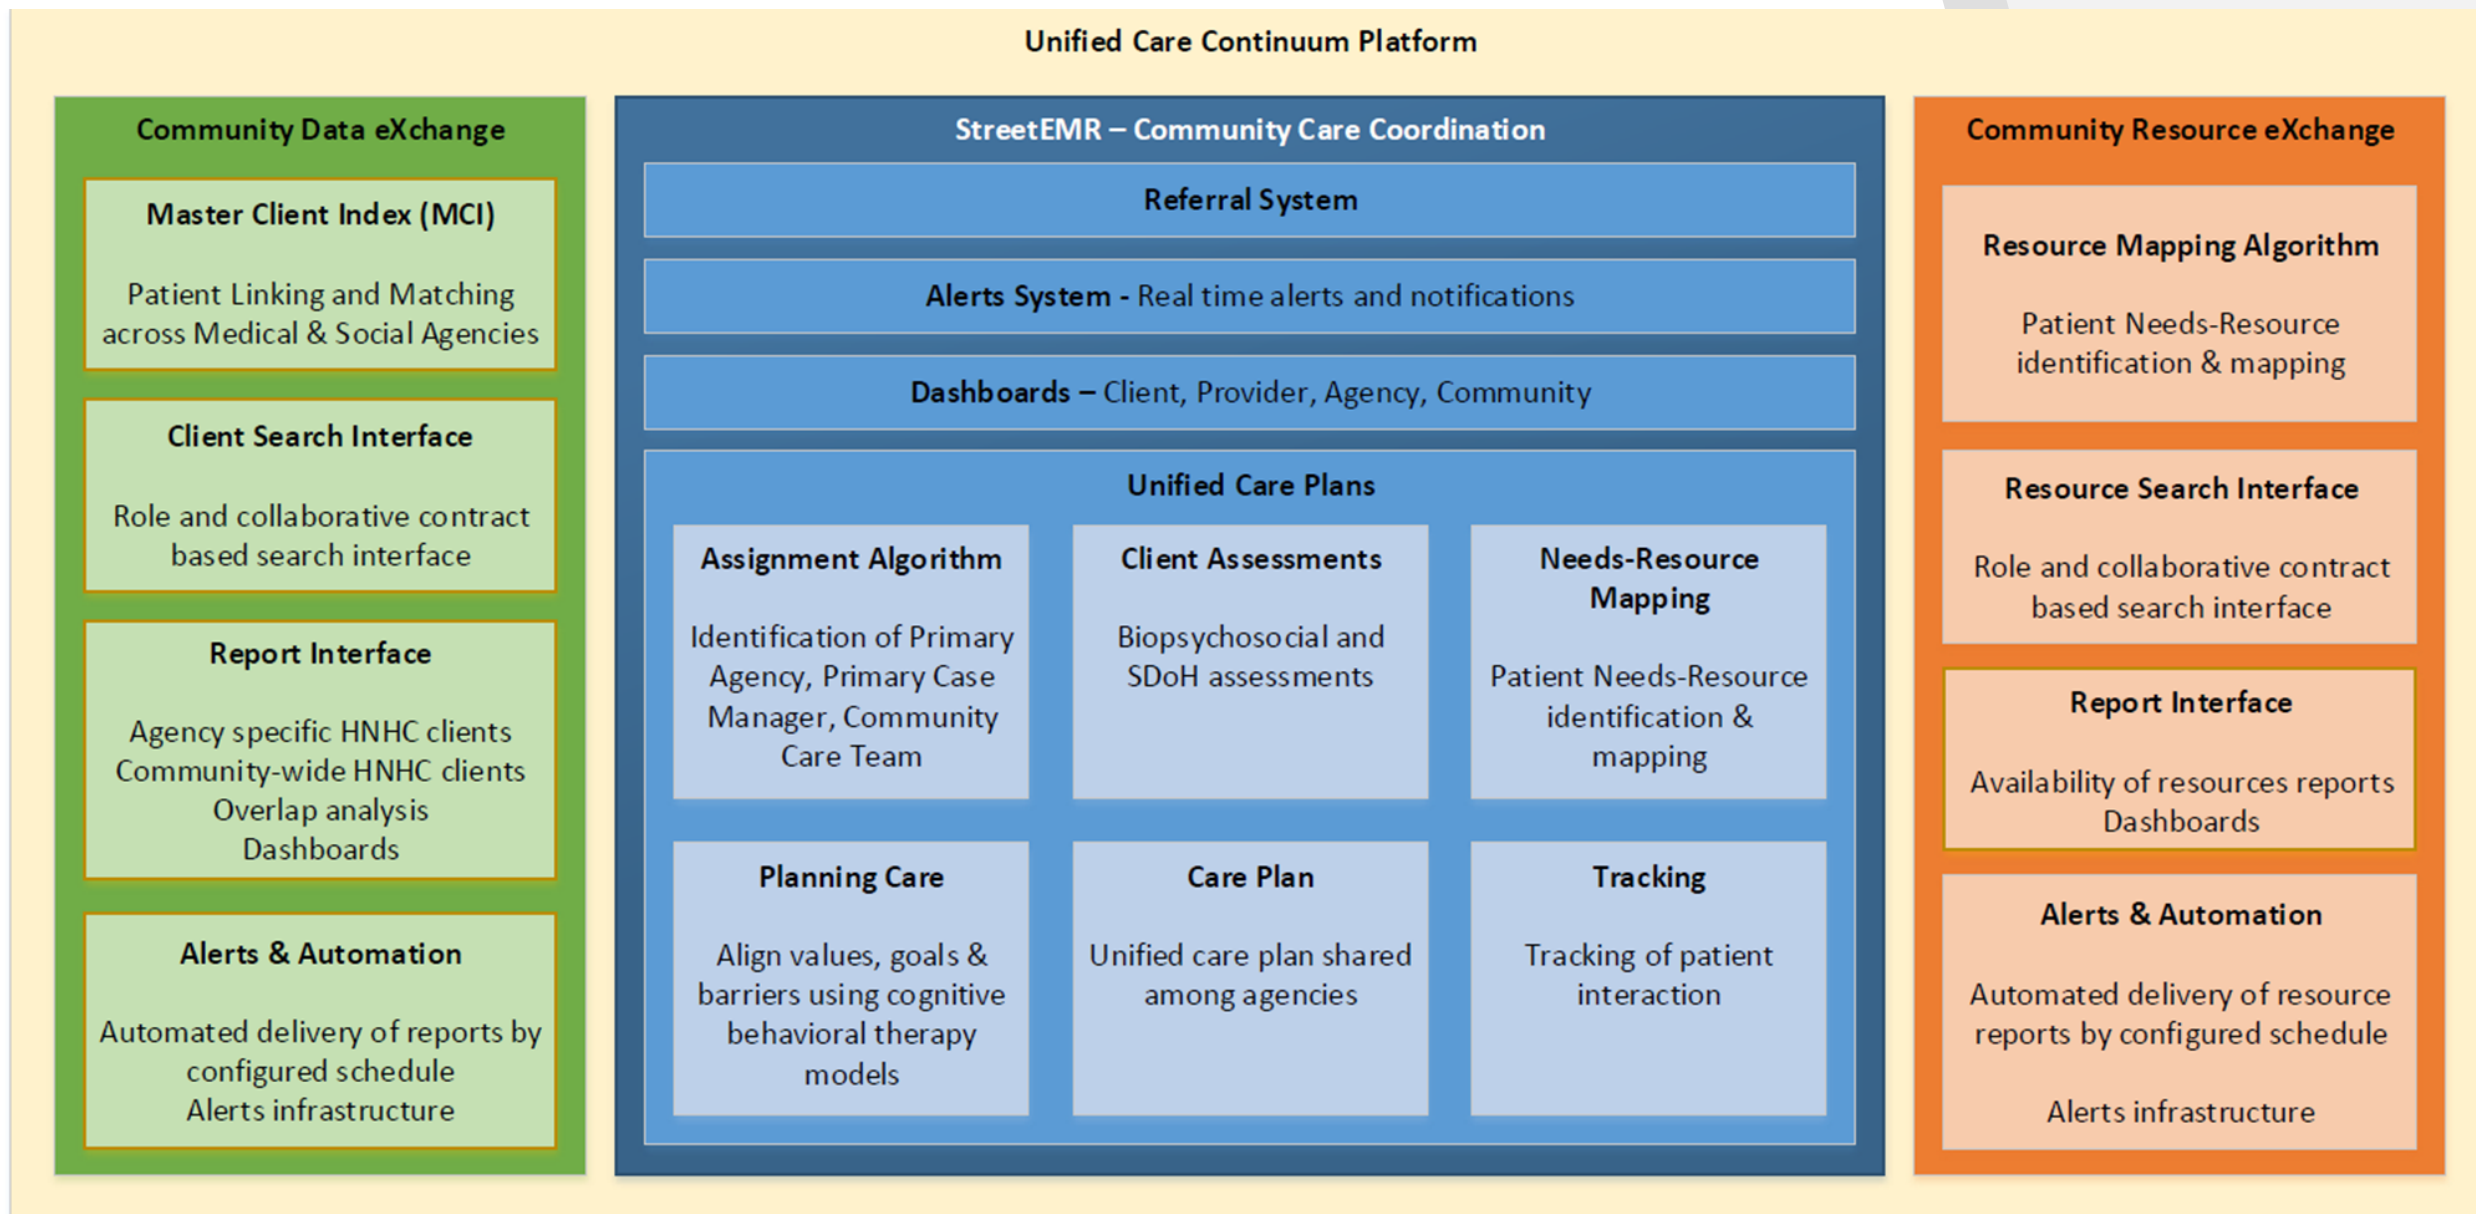 Unified Care Continuum Platform
Community Data eXchange
Master Client Index (MCI)
Patient Linking and Matching
across Medical & Social Agencies
Client Search Interface
Role and collaborative contract
based search interface
Report Interface
Agency specific HNHC clients
Community-wide HNHC clients
Overlap analysis
Dashboards
Alerts & Automation
Automated delivery of reports by
configured schedule
Alerts infrastructure
StreetEMR – Community Care Coordination
Referral System
Alerts System - Real time alerts and notifications
Dashboards – Client, Provider, Agency, Community
Unified Care Plans
Assignment Algorithm
Identification of Primary
Agency, Primary Case
Manager, Community
Care Team
Client Assessments
Biopsychosocial and
SDoH assessments
Needs-Resource
Mapping
Patient Needs-Resource
identification &
mapping
Planning Care
Align values, goals &
barriers using cognitive
behavioral therapy
models
Care Plan
Unified care plan shared
among agencies
Tracking
Tracking of patient
interaction
Community Resource eXchange
Resource Mapping Algorithm
Patient Needs-Resource
identification & mapping
Resource Search Interface
Role and collaborative contract
based search interface
Report Interface
Availability of resources reports
Dashboards
Alerts & Automation
Automated delivery of resource
reports by configured schedule
Alerts infrastructure